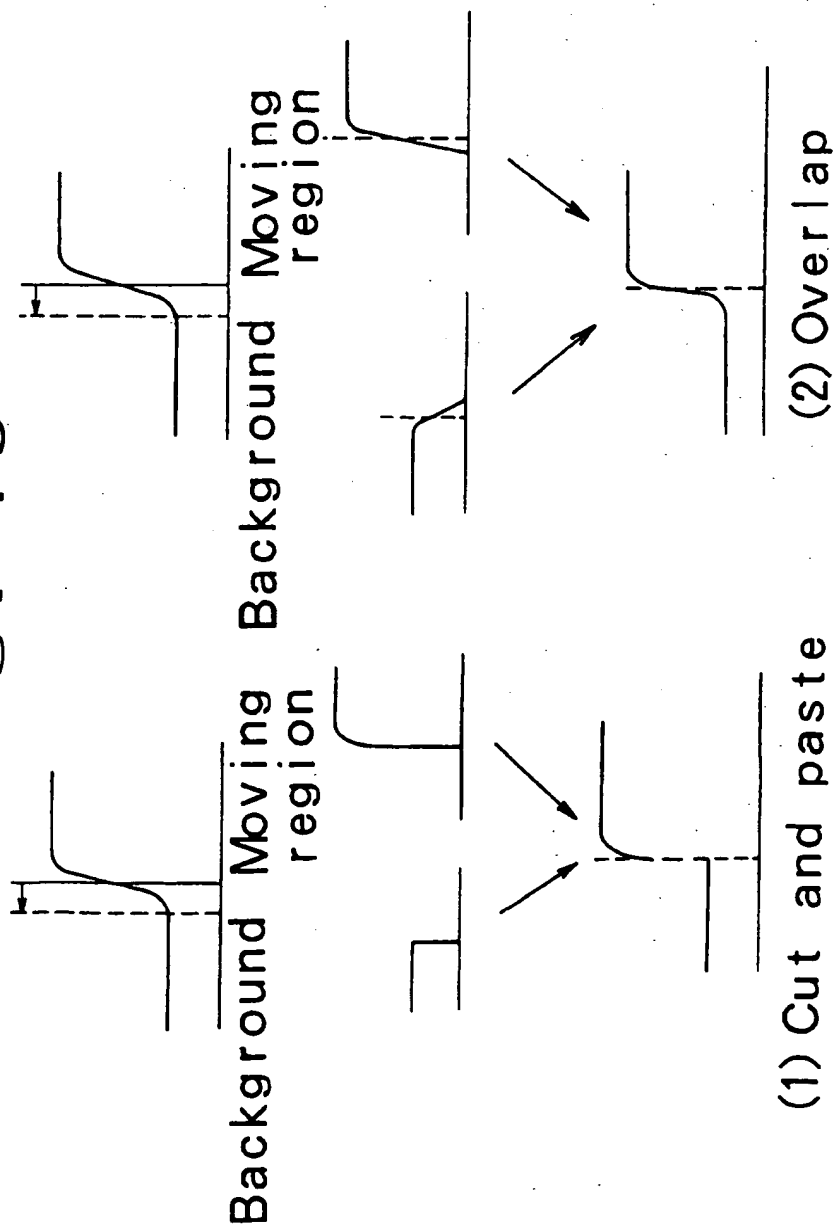 Background Moving
region
(1) Cut and paste
Background Moving
region
(2) Overlap